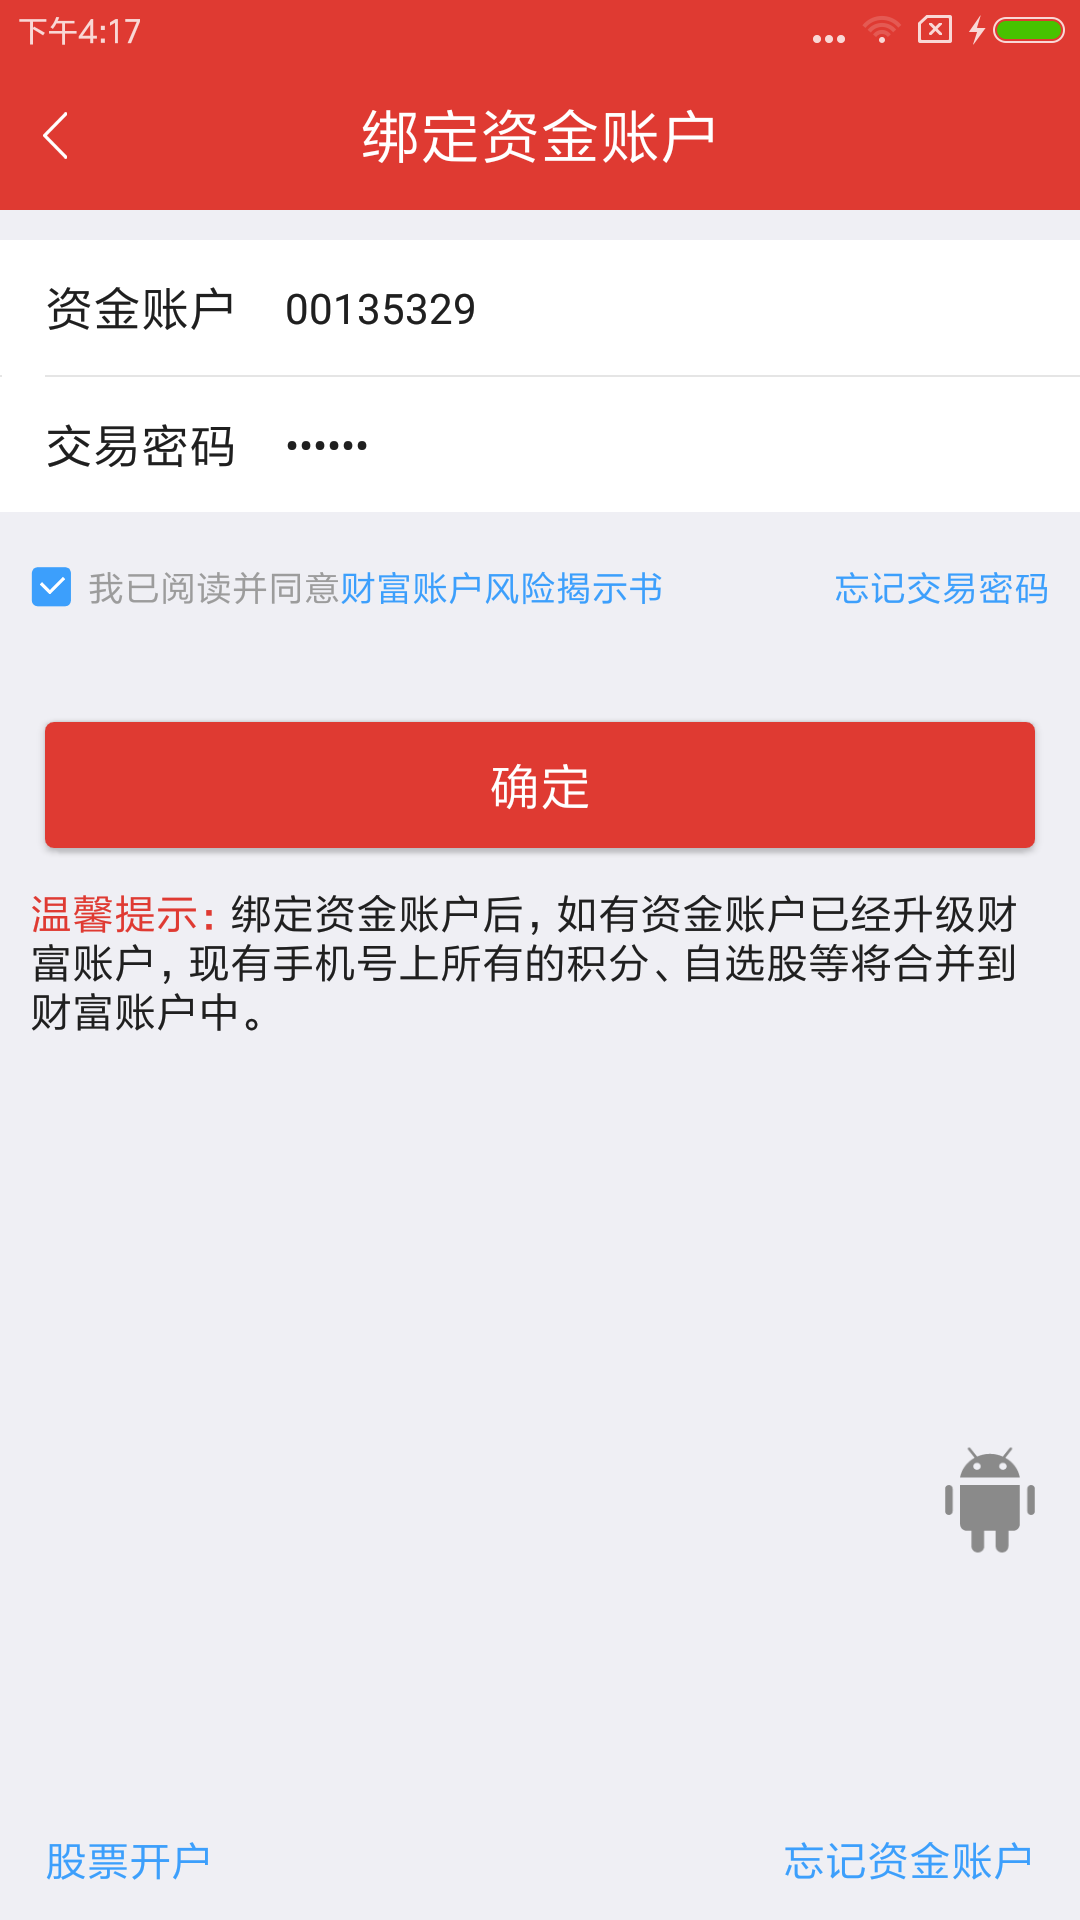 下午4:17
绑定资金账户
资金账户 00135329
交易密码 ••••••
我已阅读并同意财富账户风险揭示书 忘记交易密码
确定
温馨提示：绑定资金账户后，如有资金账户已经升级财
富账户，现有手机号上所有的积分、自选股等将合并到
财富账户中。
股票开户 忘记资金账户